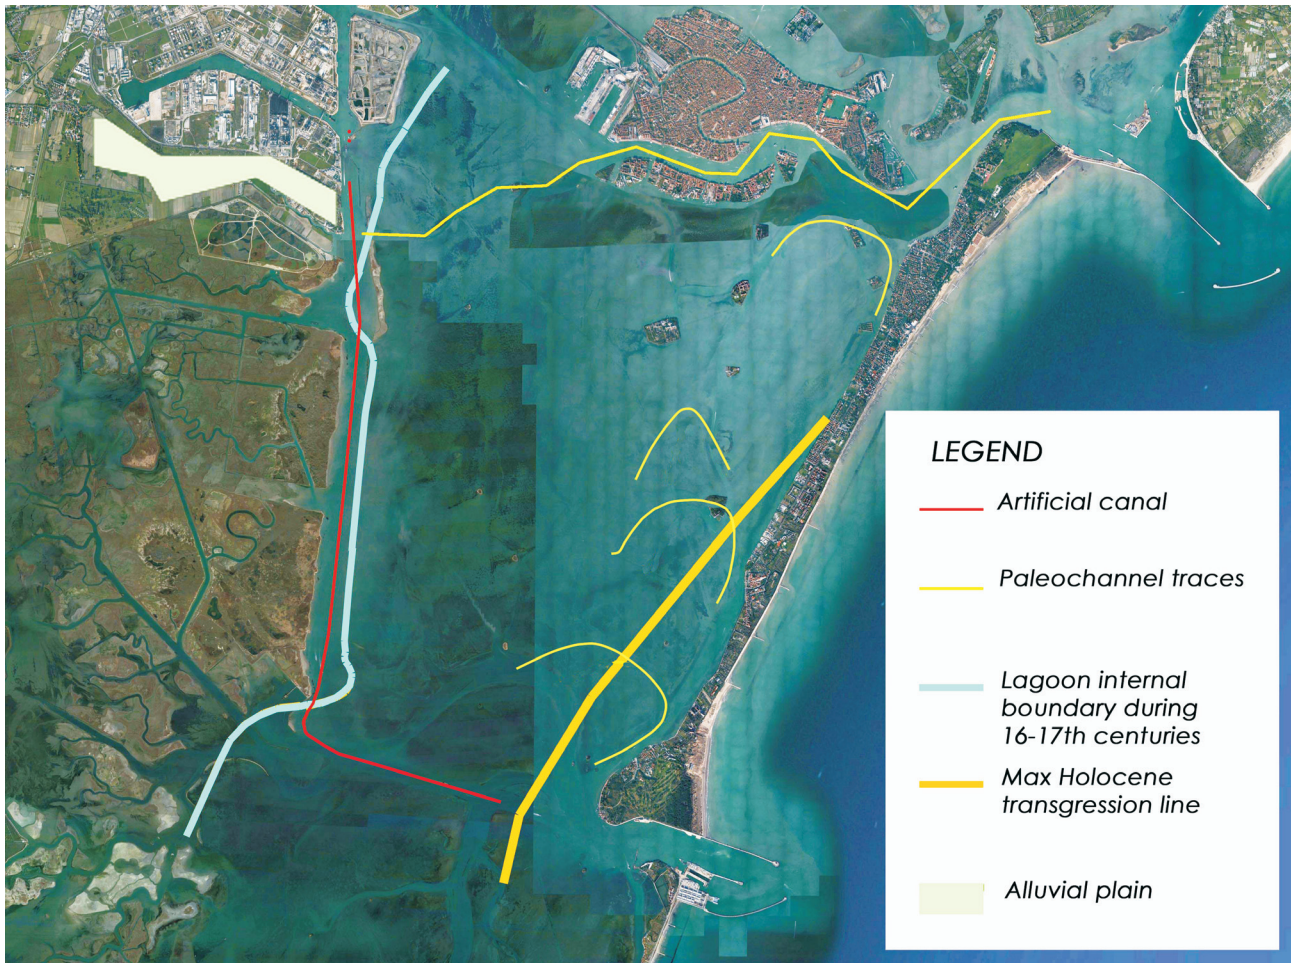 LEGEND
Artificial canal
Paleochannel traces
Lagoon internal
boundary during
16-17th centuries
Max Holocene
transgression line
Alluvial plain